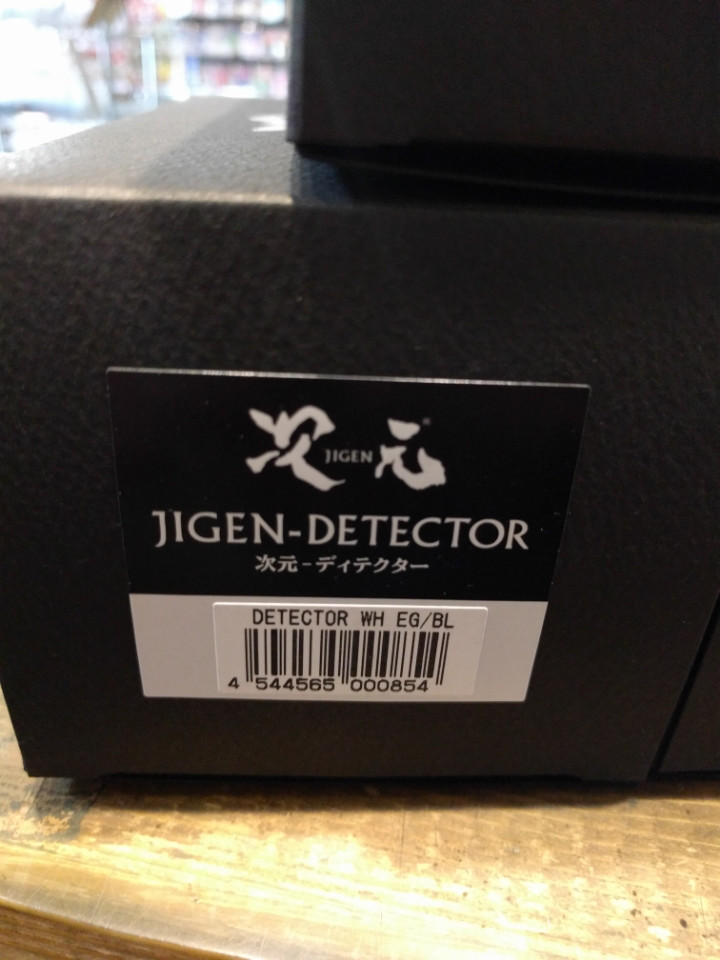 次 JIGEN 元
JIGEN-DETECTOR
次元-ディテクター
DETECTOR WH EG/BL
4 544565 000854